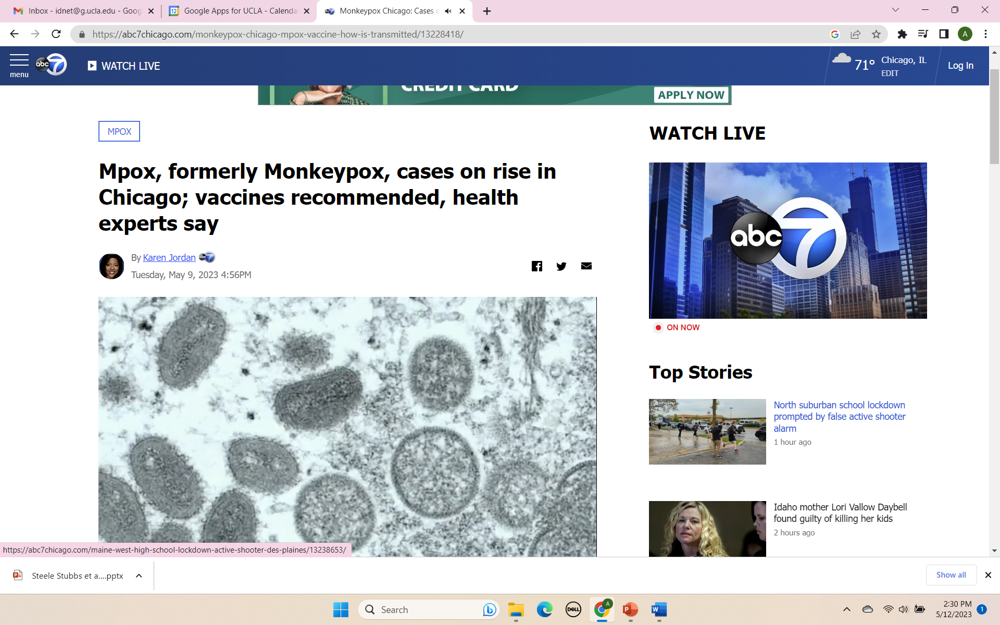 Inbox - idnet@g.ucla.edu - Goog
Google Apps for UCLA - Calenda
Monkeypox Chicago: Cases o
https://abc7chicago.com/monkeypox-chicago-mpox-vaccine-how-is-transmitted/13228418/
A
menu
abc 7
WATCH LIVE
71°
Chicago, IL
EDIT
Log In
CREDIT CARD
APPLY NOW
MPOX
Mpox, formerly Monkeypox, cases on rise in
Chicago; vaccines recommended, health
experts say
By Karen Jordan
Tuesday, May 9, 2023 4:56PM
WATCH LIVE
abc 7
ON NOW
Top Stories
North suburban school lockdown
prompted by false active shooter
alarm
1 hour ago
Idaho mother Lori Vallow Daybell
found guilty of killing her kids
2 hours ago
https://abc7chicago.com/maine-west-high-school-lockdown-active-shooter-des-plaines/13238653/
Steele Stubbs et a....pptx
Show all
Search
DELL
2:30 PM
5/12/2023
1